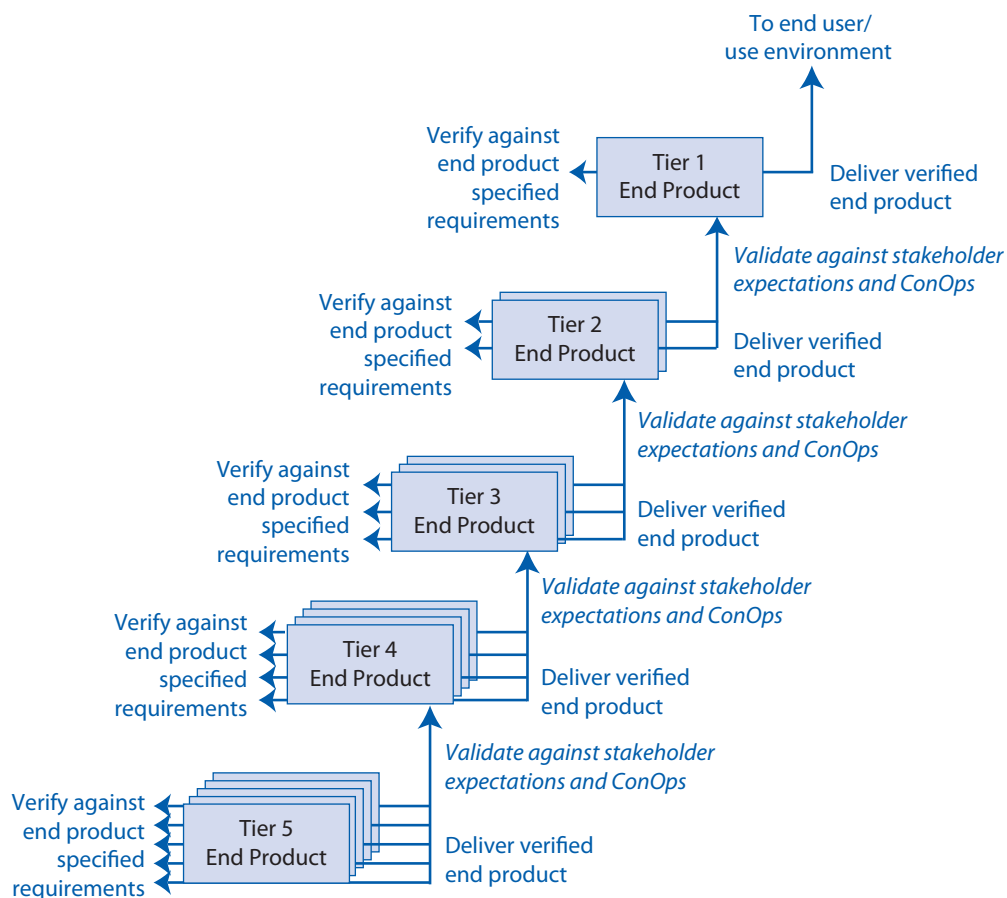 To end user/
use environment
Verify against
end product
specified
requirements
Tier 1
End Product
Deliver verified
end product
Validate against stakeholder
expectations and ConOps
Verify against
end product
specified
requirements
Tier 2
End Product
Deliver verified
end product
Validate against stakeholder
expectations and ConOps
Verify against
end product
specified
requirements
Tier 3
End Product
Deliver verified
end product
Validate against stakeholder
expectations and ConOps
Verify against
end product
specified
requirements
Tier 4
End Product
Deliver verified
end product
Validate against stakeholder
expectations and ConOps
Verify against
end product
specified
requirements
Tier 5
End Product
Deliver verified
end product